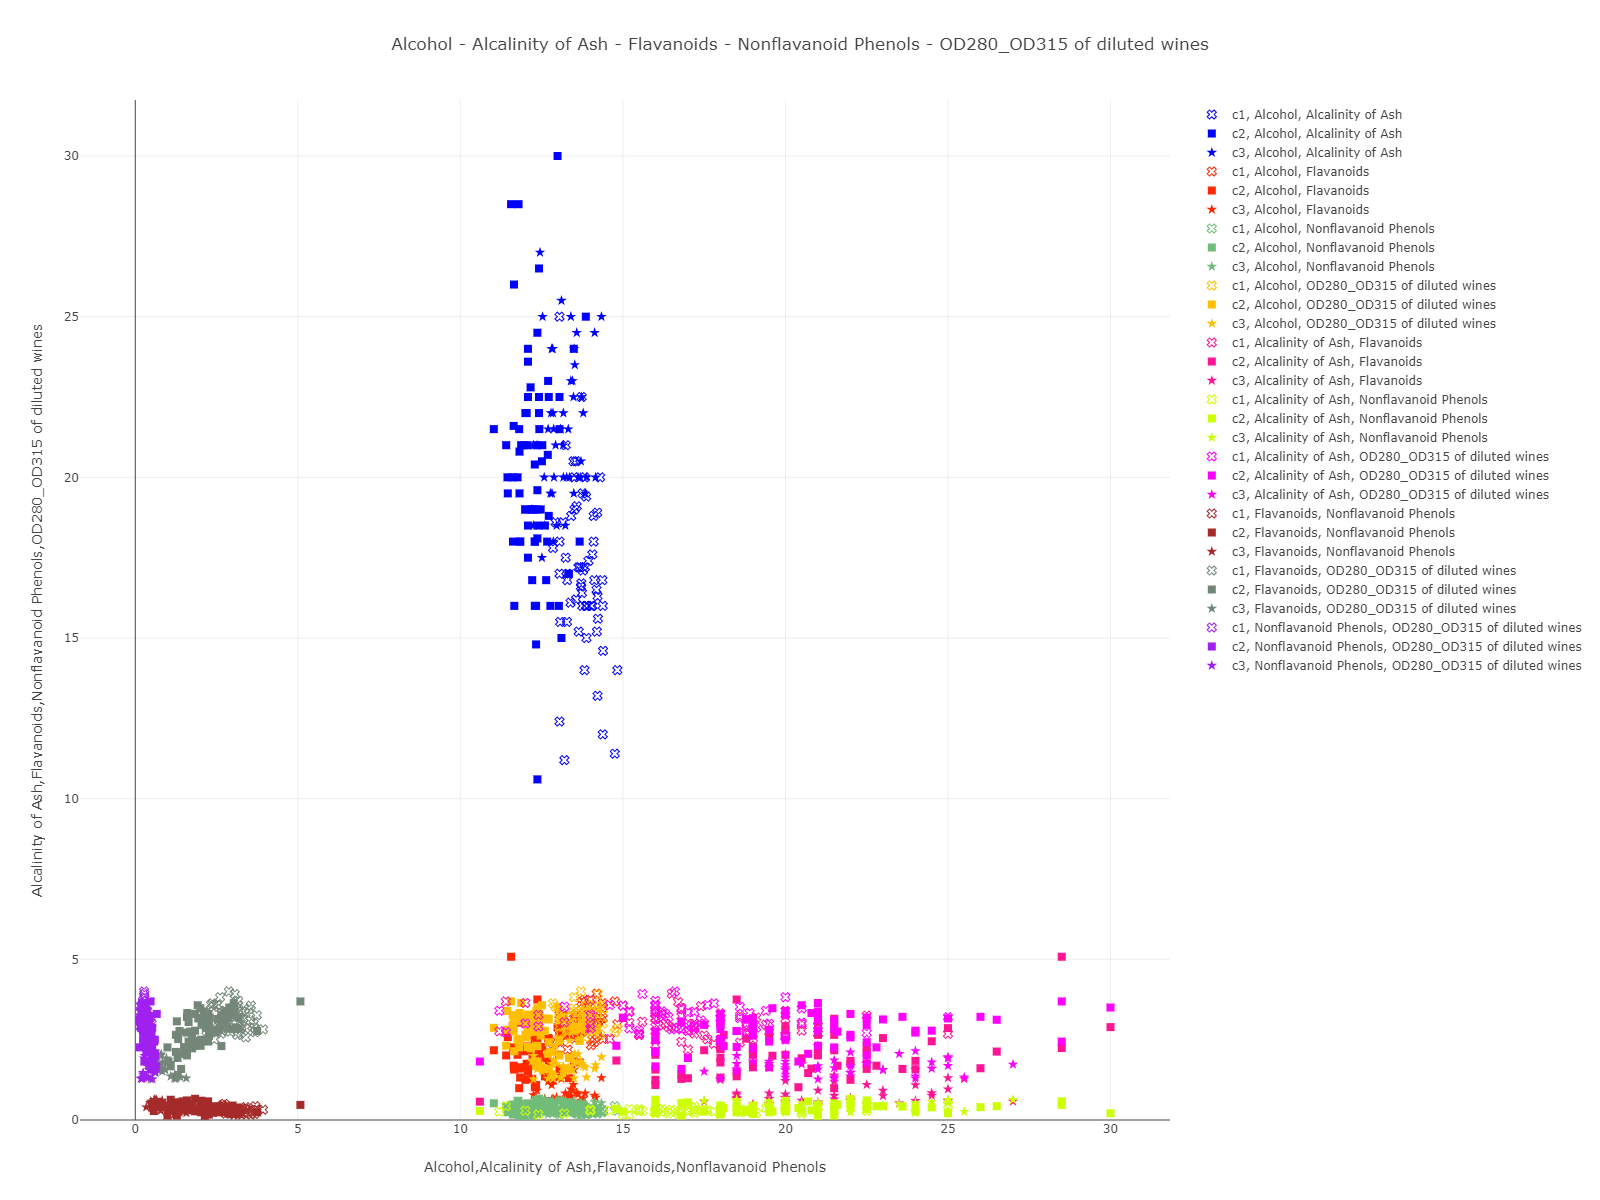 Alcohol - Alcalinity of Ash - Flavanoids - Nonflavanoid Phenols - OD280_OD315 of diluted wines
c1, Alcohol, Alcalinity of Ash
c2, Alcohol, Alcalinity of Ash
c3, Alcohol, Alcalinity of Ash
c1, Alcohol, Flavanoids
c2, Alcohol, Flavanoids
c3, Alcohol, Flavanoids
c1, Alcohol, Nonflavanoid Phenols
c2, Alcohol, Nonflavanoid Phenols
c3, Alcohol, Nonflavanoid Phenols
c1, Alcohol, OD280_OD315 of diluted wines
c2, Alcohol, OD280_OD315 of diluted wines
c3, Alcohol, OD280_OD315 of diluted wines
c1, Alcalinity of Ash, Flavanoids
c2, Alcalinity of Ash, Flavanoids
c3, Alcalinity of Ash, Flavanoids
c1, Alcalinity of Ash, Nonflavanoid Phenols
c2, Alcalinity of Ash, Nonflavanoid Phenols
c3, Alcalinity of Ash, Nonflavanoid Phenols
c1, Alcalinity of Ash, OD280_OD315 of diluted wines
c2, Alcalinity of Ash, OD280_OD315 of diluted wines
c3, Alcalinity of Ash, OD280_OD315 of diluted wines
c1, Flavanoids, Nonflavanoid Phenols
c2, Flavanoids, Nonflavanoid Phenols
c3, Flavanoids, Nonflavanoid Phenols
c1, Flavanoids, OD280_OD315 of diluted wines
c2, Flavanoids, OD280_OD315 of diluted wines
c3, Flavanoids, OD280_OD315 of diluted wines
c1, Nonflavanoid Phenols, OD280_OD315 of diluted wines
c2, Nonflavanoid Phenols, OD280_OD315 of diluted wines
c3, Nonflavanoid Phenols, OD280_OD315 of diluted wines
Alcalinity of Ash,Flavanoids,Nonflavanoid Phenols,OD280_OD315 of diluted wines
30
25
20
15
10
5
0
0 5 10 15 20 25 30
Alcohol,Alcalinity of Ash,Flavanoids,Nonflavanoid Phenols